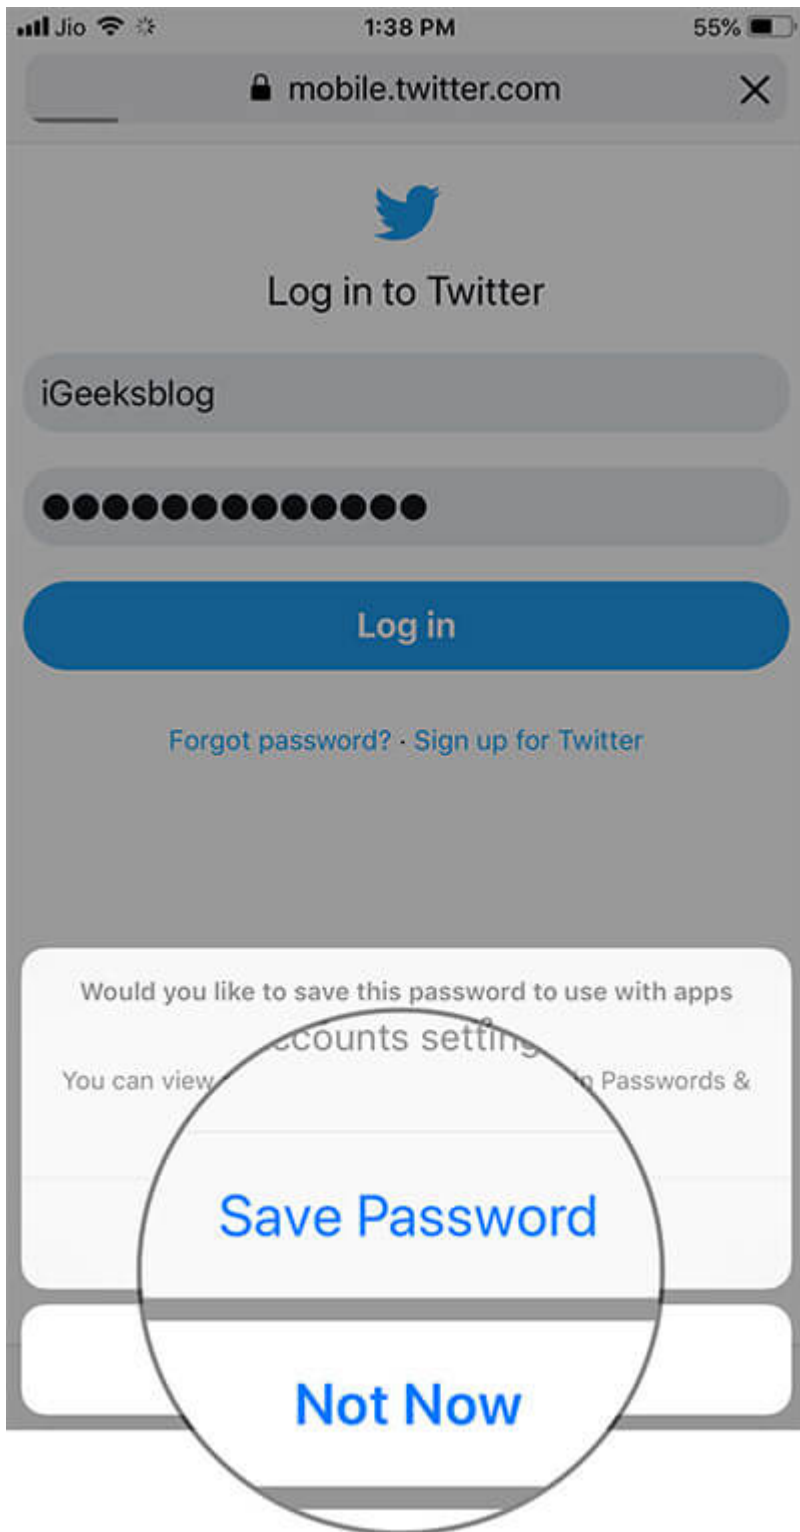 Jio 1:38 PM 55%
mobile.twitter.com
Log in to Twitter
iGeeksblog
●●●●●●●●●●●●●
Log in
Forgot password? · Sign up for Twitter
Would you like to save this password to use with apps
counts setting
You can view Passwords &
Save Password
Not Now